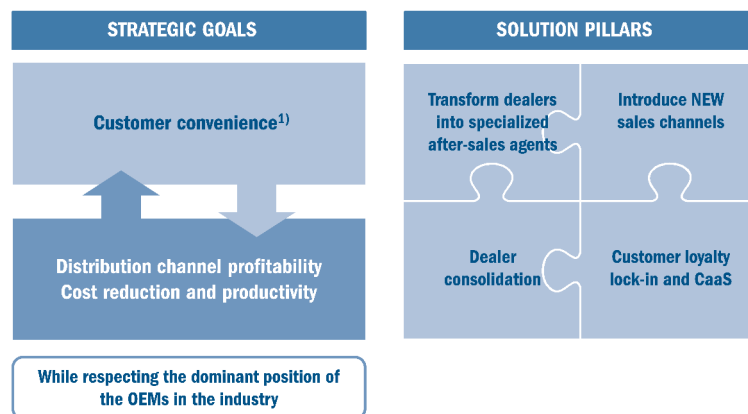 STRATEGIC GOALS
Customer convenience1)
Distribution channel profitability
Cost reduction and productivity
While respecting the dominant position of
the OEMs in the industry
SOLUTION PILLARS
Transform dealers
into specialized
after-sales agents
Introduce NEW
sales channels
Dealer
consolidation
Customer loyalty
lock-in and CaaS